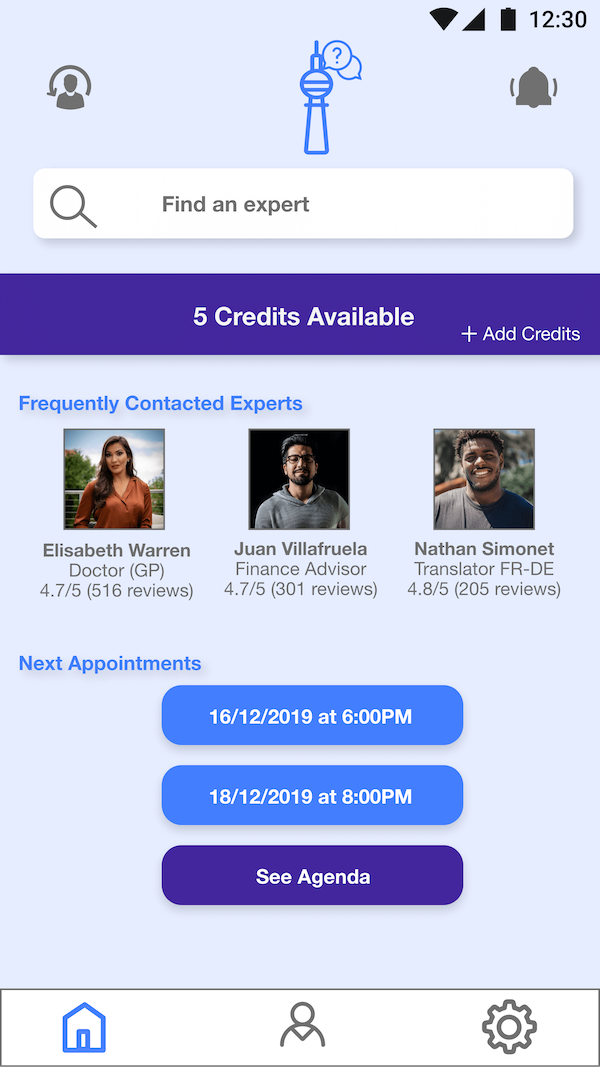 12:30
?
Find an expert
5 Credits Available
+ Add Credits
Frequently Contacted Experts
Elisabeth Warren
Doctor (GP)
4.7/5 (516 reviews)
Juan Villafruela
Finance Advisor
4.7/5 (301 reviews)
Nathan Simonet
Translator FR-DE
4.8/5 (205 reviews)
Next Appointments
16/12/2019 at 6:00PM
18/12/2019 at 8:00PM
See Agenda